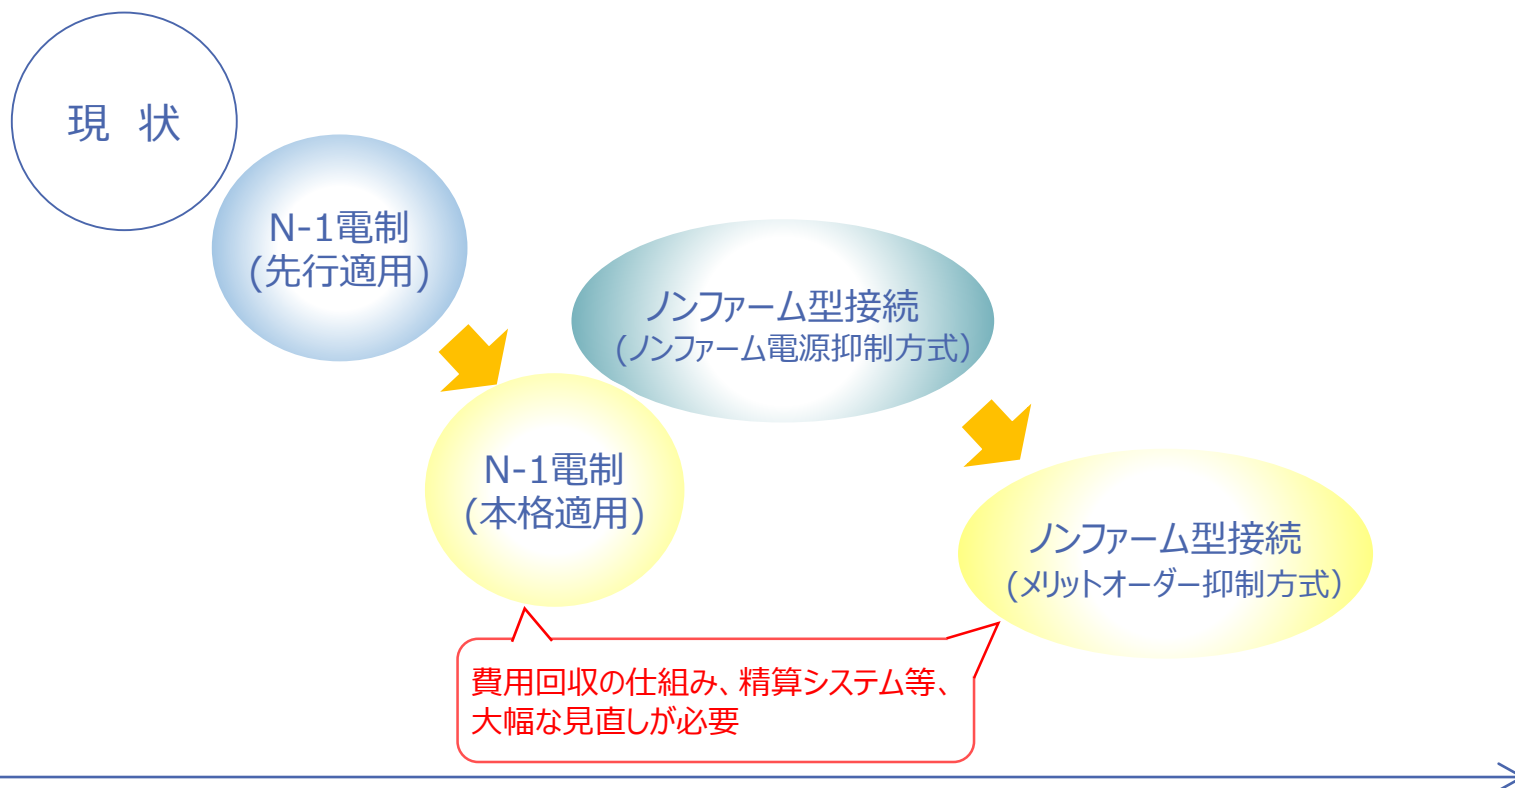 現 状
N-1電制
(先行適用)
ノンファーム型接続
(ノンファーム電源抑制方式)
N-1電制
(本格適用)
ノンファーム型接続
(メリットオーダー抑制方式)
費用回収の仕組み、精算システム等、
大幅な見直しが必要